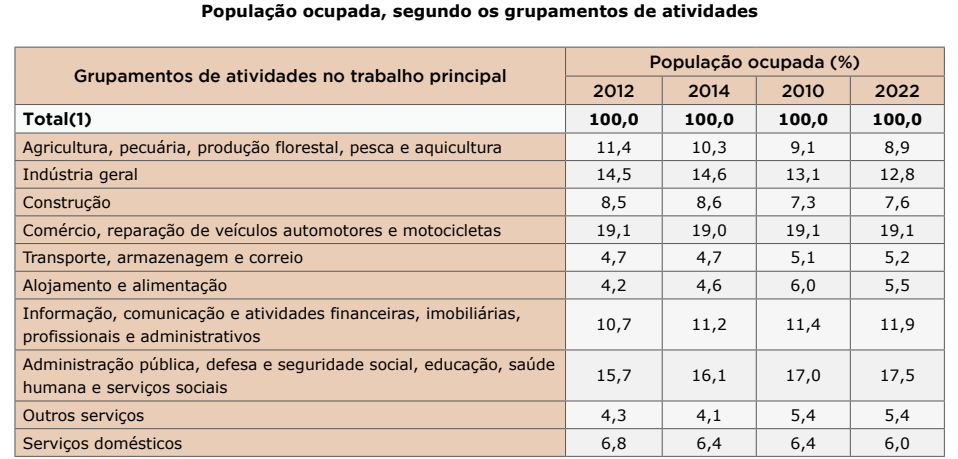 População ocupada, segundo os grupamentos de atividades
Grupamentos de atividades no trabalho principal
População ocupada (%)
2012 2014 2010 2022
Total(1) 100,0 100,0 100,0 100,0
Agricultura, pecuária, produção florestal, pesca e aquicultura 11,4 10,3 9,1 8,9
Indústria geral 14,5 14,6 13,1 12,8
Construção 8,5 8,6 7,3 7,6
Comércio, reparação de veículos automotores e motocicletas 19,1 19,0 19,1 19,1
Transporte, armazenagem e correio 4,7 4,7 5,1 5,2
Alojamento e alimentação 4,2 4,6 6,0 5,5
Informação, comunicação e atividades financeiras, imobiliárias,
profissionais e administrativos 10,7 11,2 11,4 11,9
Administração pública, defesa e seguridade social, educação, saúde
humana e serviços sociais 15,7 16,1 17,0 17,5
Outros serviços 4,3 4,1 5,4 5,4
Serviços domésticos 6,8 6,4 6,4 6,0